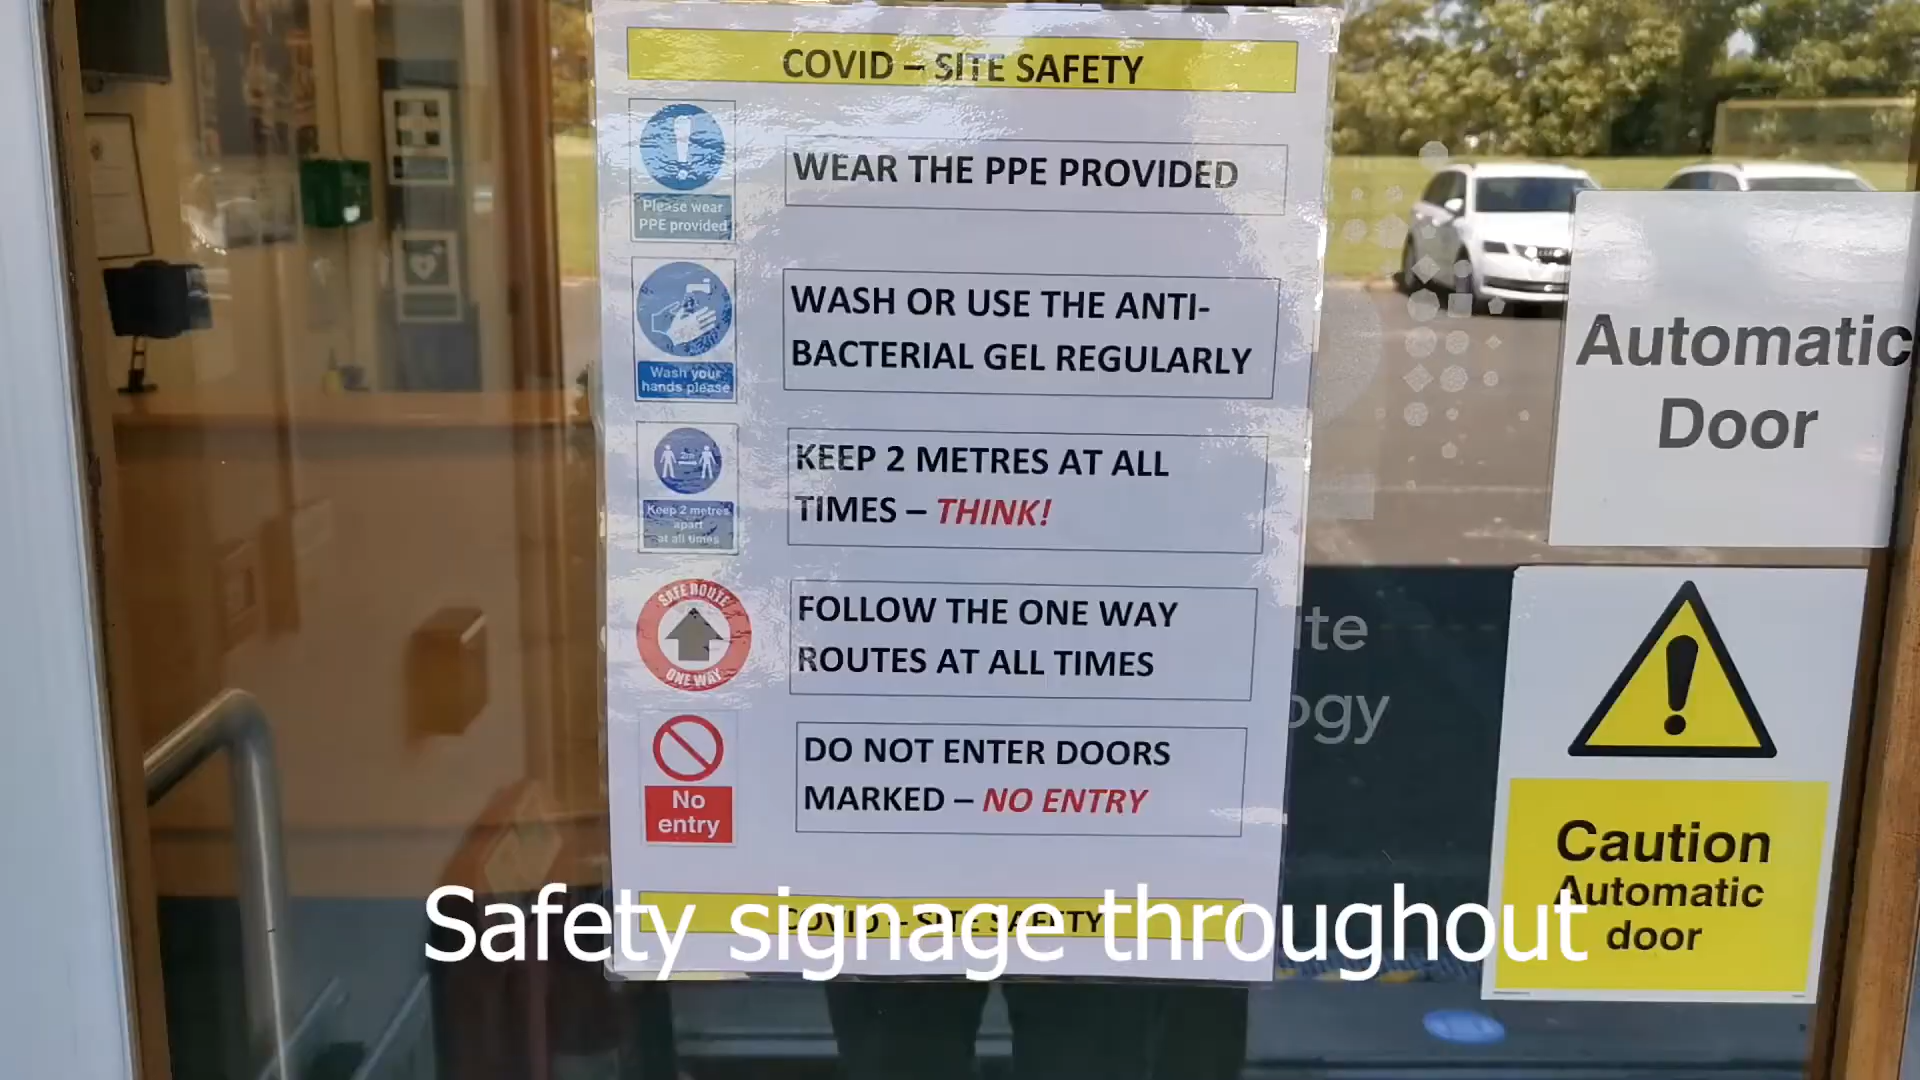 COVID – SITE SAFETY
Please wear
PPE provided
WEAR THE PPE PROVIDED
Wash your
hands please
WASH OR USE THE ANTI-
BACTERIAL GEL REGULARLY
2m
Keep 2 metres
apart
at all times
KEEP 2 METRES AT ALL
TIMES – THINK!
SAFE ROUTE
ONE WAY
FOLLOW THE ONE WAY
ROUTES AT ALL TIMES
No
entry
DO NOT ENTER DOORS
MARKED – NO ENTRY
COVID – SITE SAFETY
Automatic
Door
ite
ogy
Caution
Automatic
door
Safety signage throughout